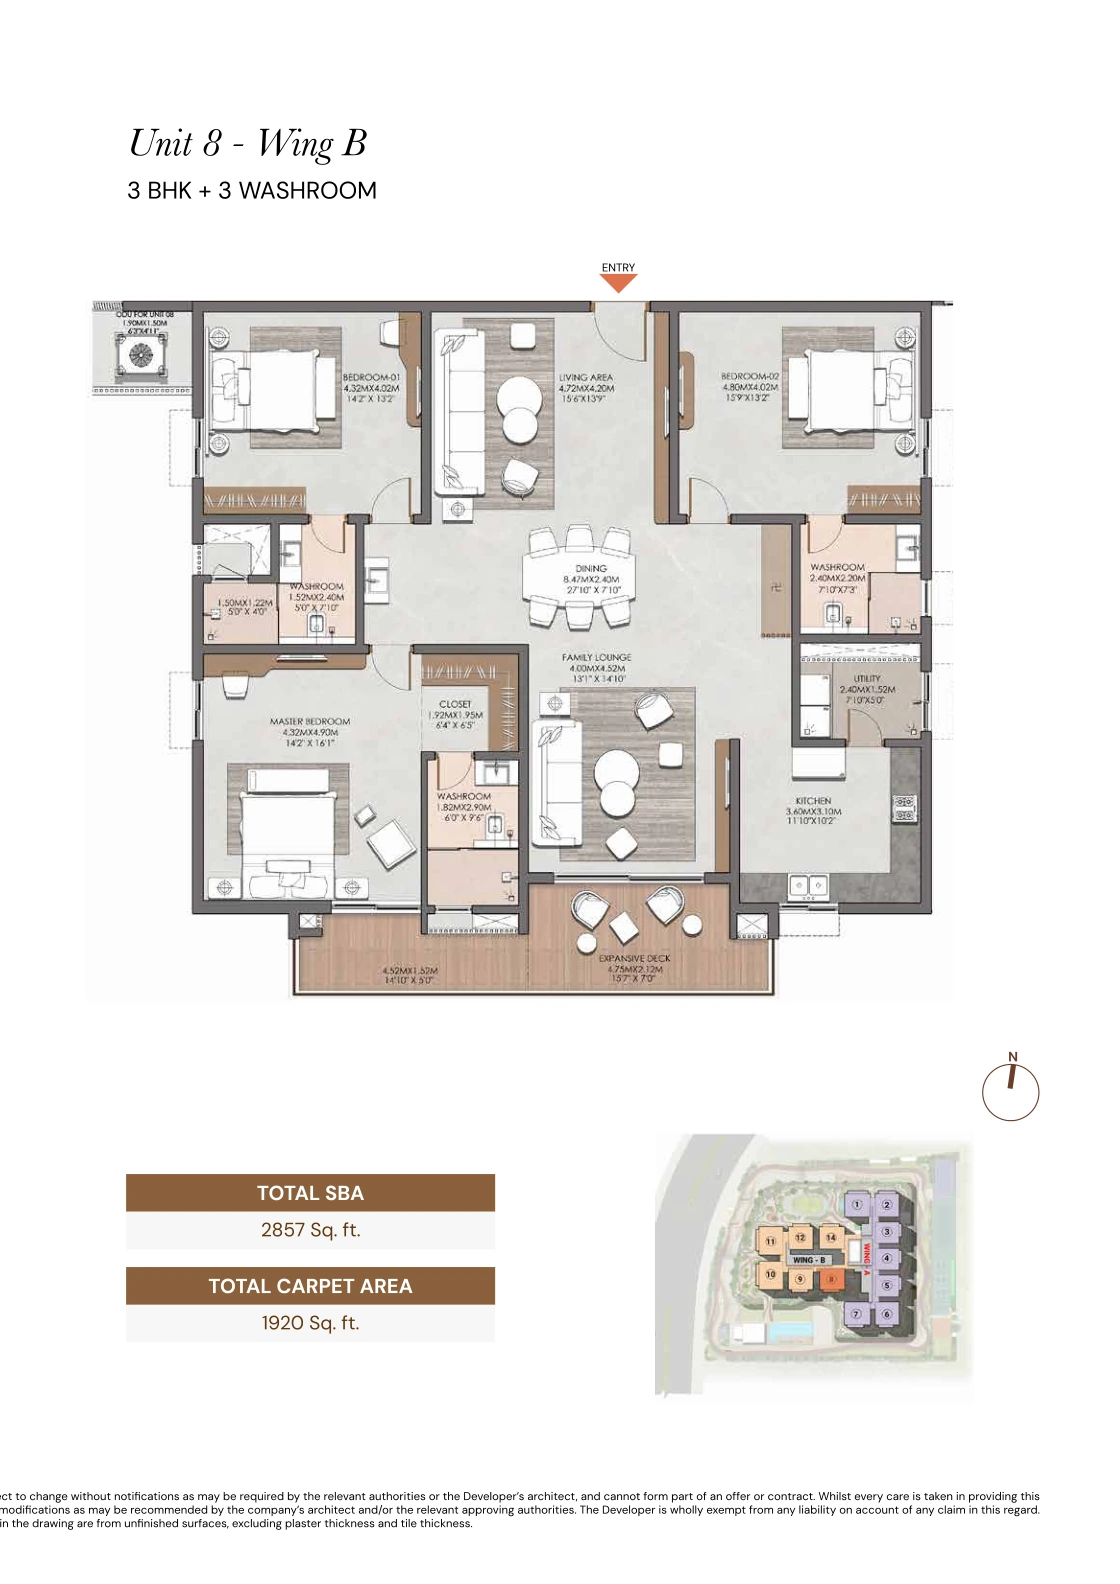 Unit 8 - Wing B
3 BHK + 3 WASHROOM
ENTRY
ODU FOR UNIT 08
1.90MX1.50M
6'3"X4'11"
BEDROOM-01
4.32MX4.02M
14'2" X 13'2"
LIVING AREA
4.72MX4.20M
15'6"X13'9"
BEDROOM-02
4.80MX4.02M
15'9"X13'2"
WASHROOM
1.52MX2.40M
5'0" X 7'10"
1.50MX1.22M
5'0" X 4'0"
DINING
8.47MX2.40M
27'10" X 7'10"
WASHROOM
2.40MX2.20M
7'10"X7'3"
FAMILY LOUNGE
4.00MX4.52M
13'1" X 14'10"
UTILITY
2.40MX1.52M
7'10"X5'0"
MASTER BEDROOM
4.32MX4.90M
14'2" X 16'1"
CLOSET
1.92MX1.95M
6'4" X 6'5"
WASHROOM
1.82MX2.90M
6'0" X 9'6"
KITCHEN
3.60MX3.10M
11'10"X10'2"
EXPANSIVE DECK
4.75MX2.12M
15'7" X 7'0"
4.52MX1.52M
14'10" X 5'0"
N
TOTAL SBA
2857 Sq. ft.
TOTAL CARPET AREA
1920 Sq. ft.
1
2
3
4
5
6
7
8
9
10
11
12
14
WING - B
WING - A
ect to change without notifications as may be required by the relevant authorities or the Developer's architect, and cannot form part of an offer or contract. Whilst every care is taken in providing this
modifications as may be recommended by the company's architect and/or the relevant approving authorities. The Developer is wholly exempt from any liability on account of any claim in this regard.
in the drawing are from unfinished surfaces, excluding plaster thickness and tile thickness.